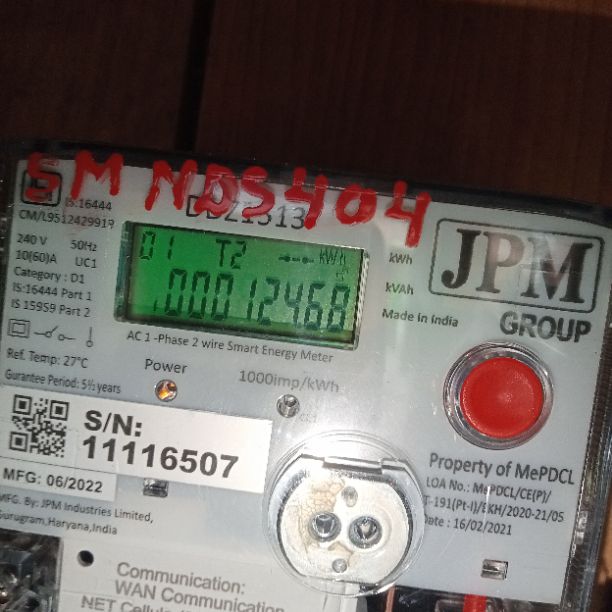 SM NDS404
IS:16444
CM/L9512429919
240 V 50Hz
10(60)A UC1
Category : D1
IS:16444 Part 1
IS 15959 Part 2
01 T2 kWh
.00012468
kWh
kVAh
Made in India
JPM
GROUP
AC 1 -Phase 2 wire Smart Energy Meter
Ref. Temp: 27°C
Gurantee Period: 5½ years
Power
1000imp/kWh
S/N:
11116507
MFG: 06/2022
MFG. By: JPM Industries Limited,
Gurugram,Haryana,India
Property of MePDCL
LOA No.: MePDCL/CE(P)/
T-191(Pt-I)/EKH/2020-21/05
Date : 16/02/2021
Communication:
WAN Communication
NET Cellular